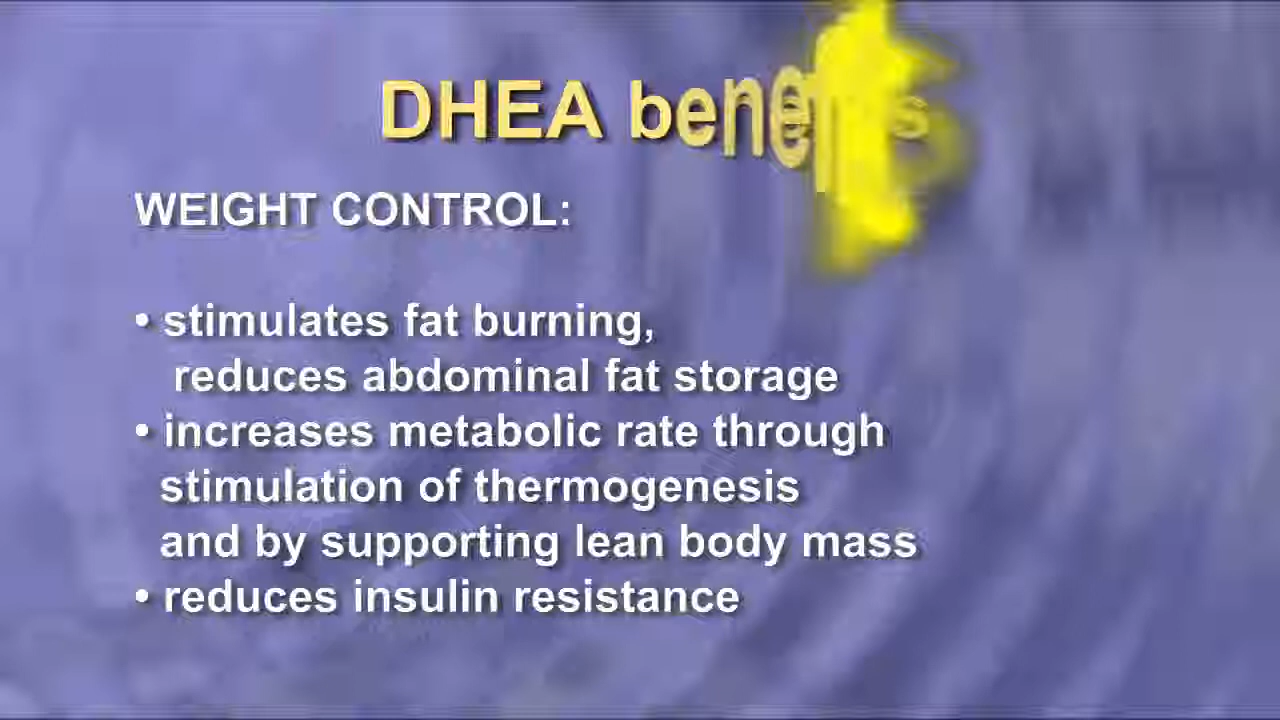 DHEA benefits
WEIGHT CONTROL:
• stimulates fat burning,
reduces abdominal fat storage
• increases metabolic rate through
stimulation of thermogenesis
and by supporting lean body mass
• reduces insulin resistance